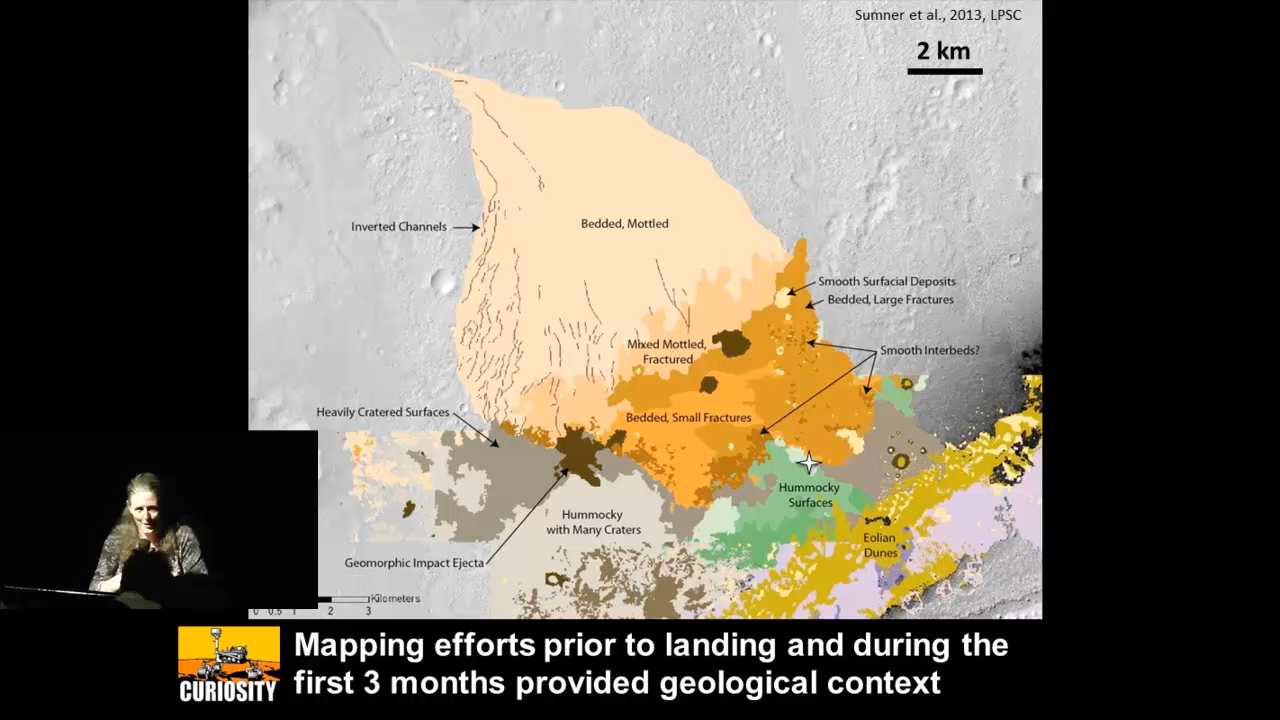 Sumner et al., 2013, LPSC
2 km
Inverted Channels
Bedded, Mottled
Smooth Surfacial Deposits
Bedded, Large Fractures
Mixed Mottled,
Fractured
Smooth Interbeds?
Heavily Cratered Surfaces
Bedded, Small Fractures
Hummocky
Surfaces
Hummocky
with Many Craters
Eolian
Dunes
Geomorphic Impact Ejecta
Kilometers
0 0.5 1 2 3
CURIOSITY
Mapping efforts prior to landing and during the
first 3 months provided geological context